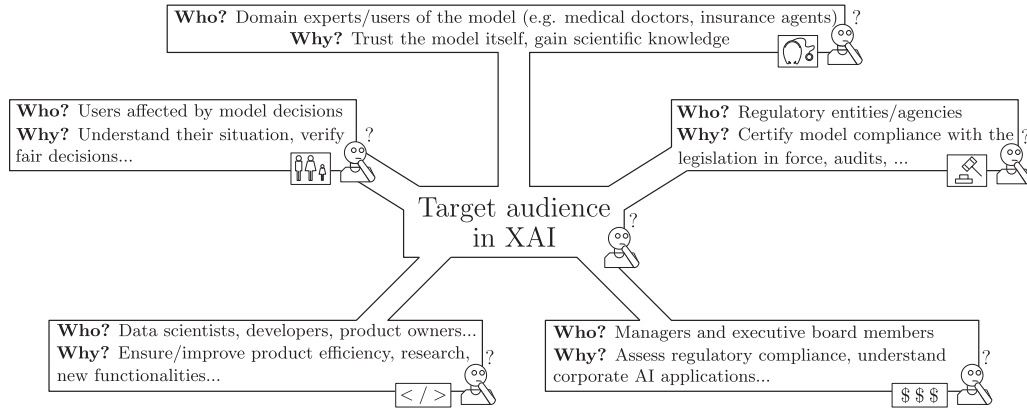 Who? Domain experts/users of the model (e.g. medical doctors, insurance agents)
Why? Trust the model itself, gain scientific knowledge
?
Who? Users affected by model decisions
Why? Understand their situation, verify
fair decisions...
?
Who? Regulatory entities/agencies
Why? Certify model compliance with the
legislation in force, audits, ...
?
Target audience
in XAI
?
Who? Data scientists, developers, product owners...
Why? Ensure/improve product efficiency, research,
new functionalities...
?
< / >
Who? Managers and executive board members
Why? Assess regulatory compliance, understand
corporate AI applications...
?
$ $ $